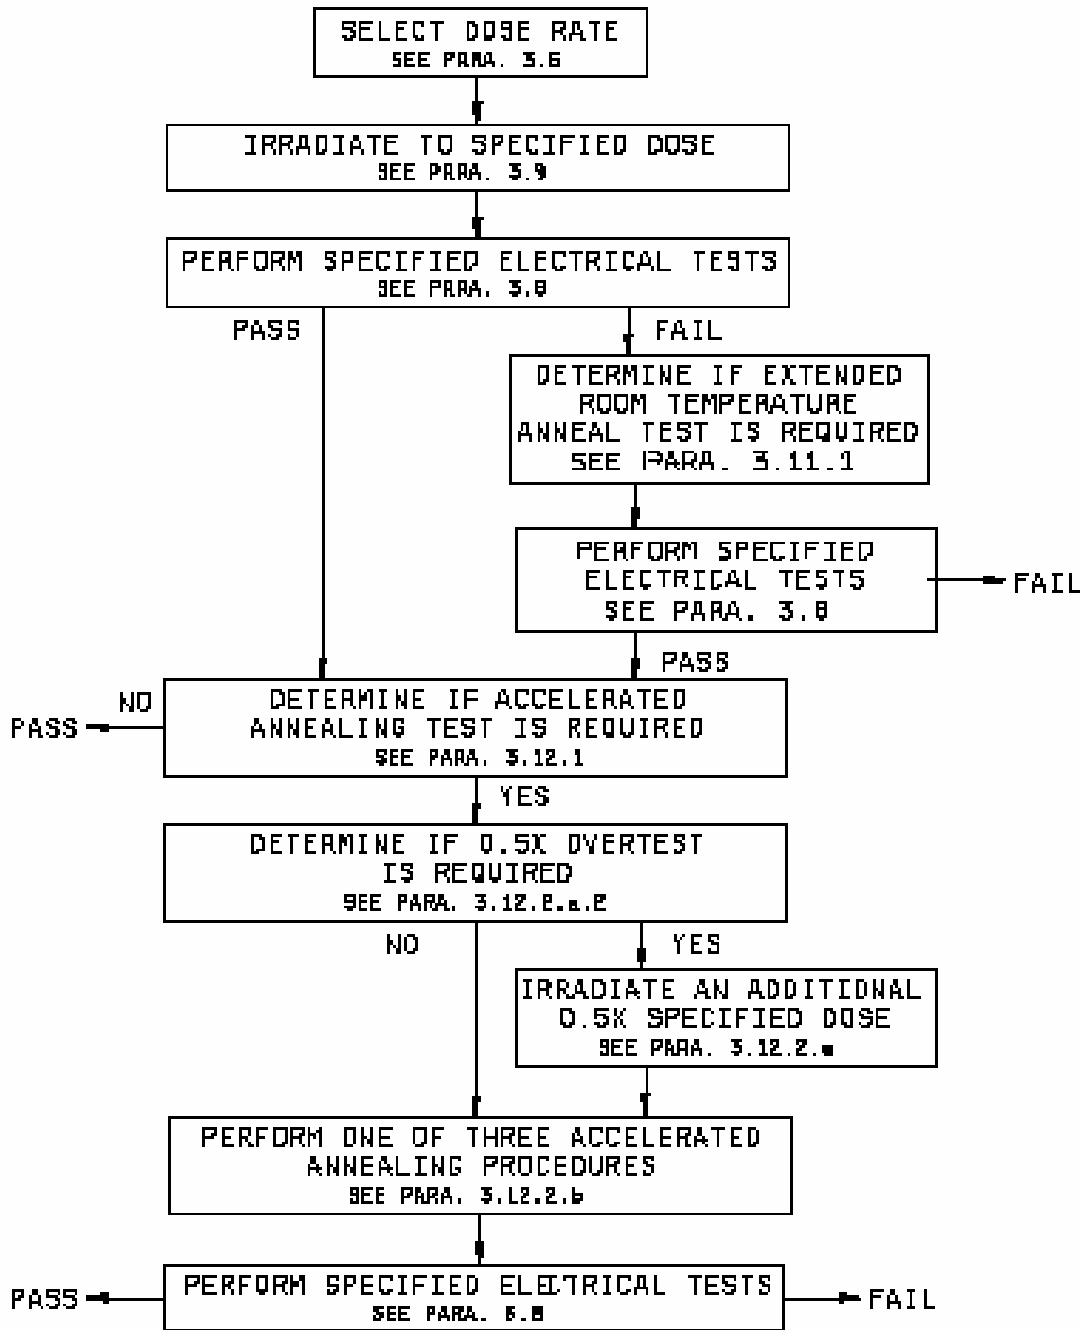 SELECT DOSE RATE
SEE PARA. 3.6
IRRADIATE TO SPECIFIED DOSE
SEE PARA. 3.9
PERFORM SPECIFIED ELECTRICAL TESTS
SEE PARA. 3.8
PASS
FAIL
DETERMINE IF EXTENDED
ROOM TEMPERATURE
ANNEAL TEST IS REQUIRED
SEE PARA. 3.11.1
PERFORM SPECIFIED
ELECTRICAL TESTS
SEE PARA. 3.8
FAIL
PASS
NO
PASS
DETERMINE IF ACCELERATED
ANNEALING TEST IS REQUIRED
SEE PARA. 3.12.1
YES
DETERMINE IF 0.5X OVERTEST
IS REQUIRED
SEE PARA. 3.12.2.a.2
NO
YES
IRRADIATE AN ADDITIONAL
0.5X SPECIFIED DOSE
SEE PARA. 3.12.2.a
PERFORM ONE OF THREE ACCELERATED
ANNEALING PROCEDURES
SEE PARA. 3.12.2.b
PASS
PERFORM SPECIFIED ELECTRICAL TESTS
SEE PARA.
FAIL